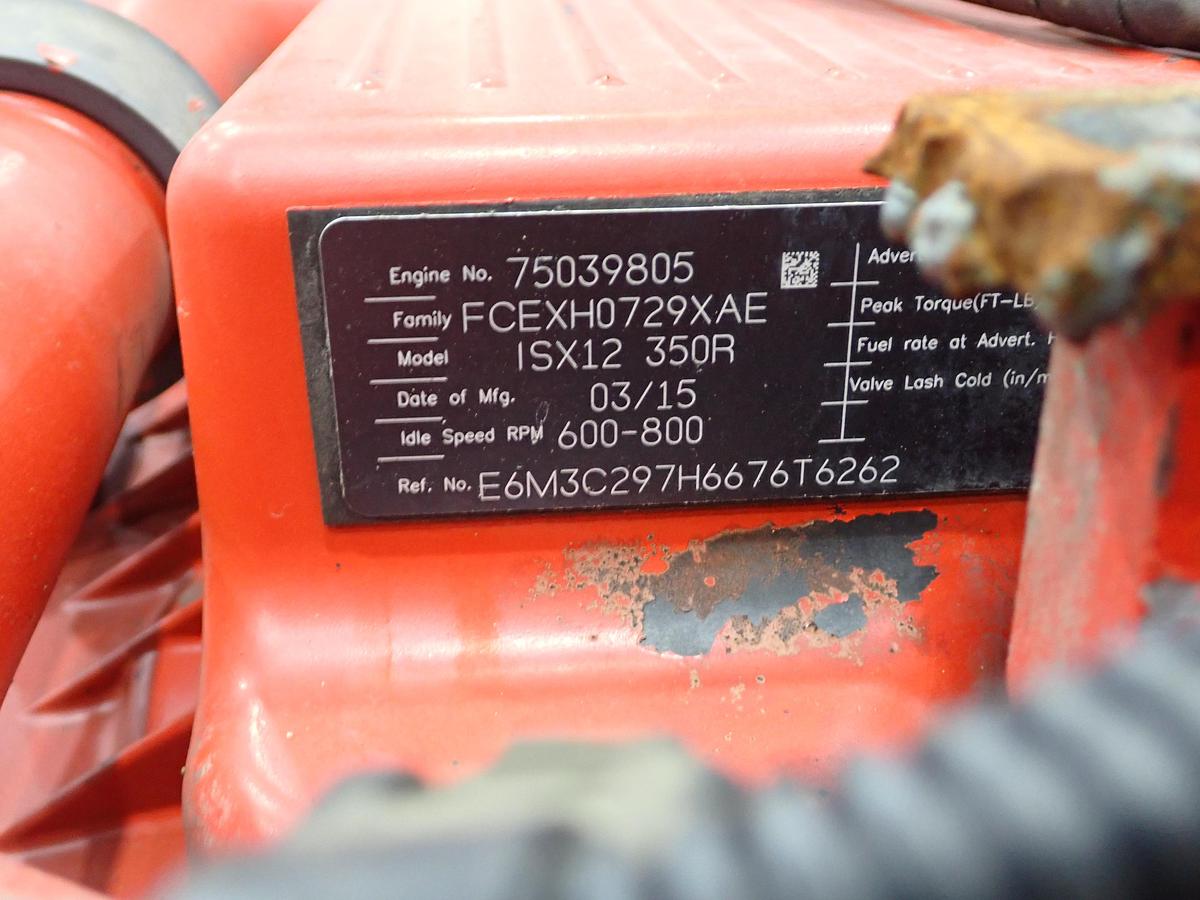 Engine No. 75039805
Family FCEXH0729XAE
Model ISX12 350R
Date of Mfg. 03/15
Idle Speed RPM 600-800
Ref. No. E6M3C297H6676T6262
Peak Torque(FT-LB
Fuel rate at Advert.
Valve Lash Cold